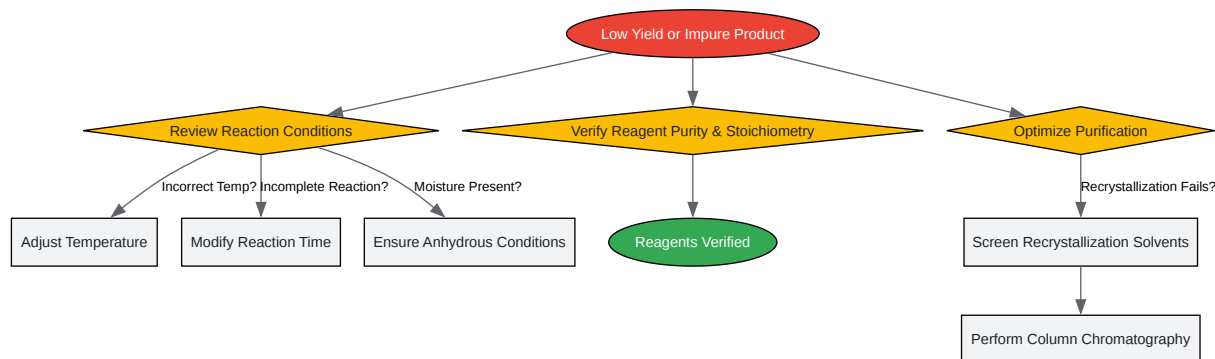 Low Yield or Impure Product
Review Reaction Conditions
Verify Reagent Purity & Stoichiometry
Optimize Purification
Incorrect Temp?
Incomplete Reaction?
Moisture Present?
Recrystallization Fails?
Adjust Temperature
Modify Reaction Time
Ensure Anhydrous Conditions
Reagents Verified
Screen Recrystallization Solvents
Perform Column Chromatography